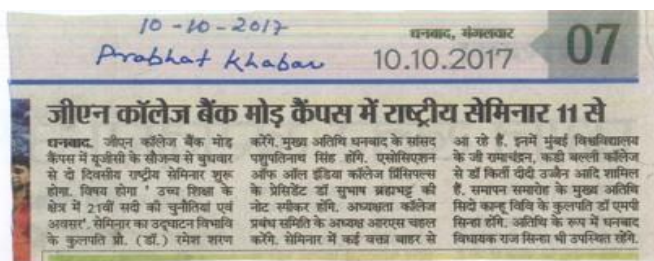 10-10-2017
Prabhat Khabar
धनबाद, मंगलवार
10.10.2017
07
जीएन कॉलेज बैंक मोड़ कैंपस में राष्ट्रीय सेमिनार 11 से
धनबाद. जीएन कॉलेज बैंक मोड़
कैंपस में यूजीसी के सौजन्य से बुधवार
से दो दिवसीय राष्ट्रीय सेमिनार शुरू
होगा. विषय होगा ' उच्च शिक्षा के
क्षेत्र में 21वीं सदी की चुनौतियां एवं
अवसर'. सेमिनार का उद्घाटन विभावि
के कुलपति प्रो. (डॉ.) रमेश शरण
करेंगे. मुख्य अतिथि धनबाद के सांसद
पशुपतिनाथ सिंह होंगे. एसोसिएशन
ऑफ ऑल इंडिया कॉलेज प्रिंसिपल्स
के प्रेसिडेंट डॉ सुभाष ब्रह्मभट्ट की
नोट स्पीकर होंगे. अध्यक्षता कॉलेज
प्रबंध समिति के अध्यक्ष आरएस चहल
करेंगे. सेमिनार में कई वक्ता बाहर से
आ रहे हैं. इनमें मुंबई विश्वविद्यालय
के जी रामचंद्रन, कडी बल्ली कॉलेज
से डॉ किर्ती दीदी उज्जैन आदि शामिल
हैं. समापन समारोह के मुख्य अतिथि
सिदो कान्हू विवि के कुलपति डॉ एमपी
सिन्हा होंगे. अतिथि के रूप में धनबाद
विधायक राज सिन्हा भी उपस्थित रहेंगे.